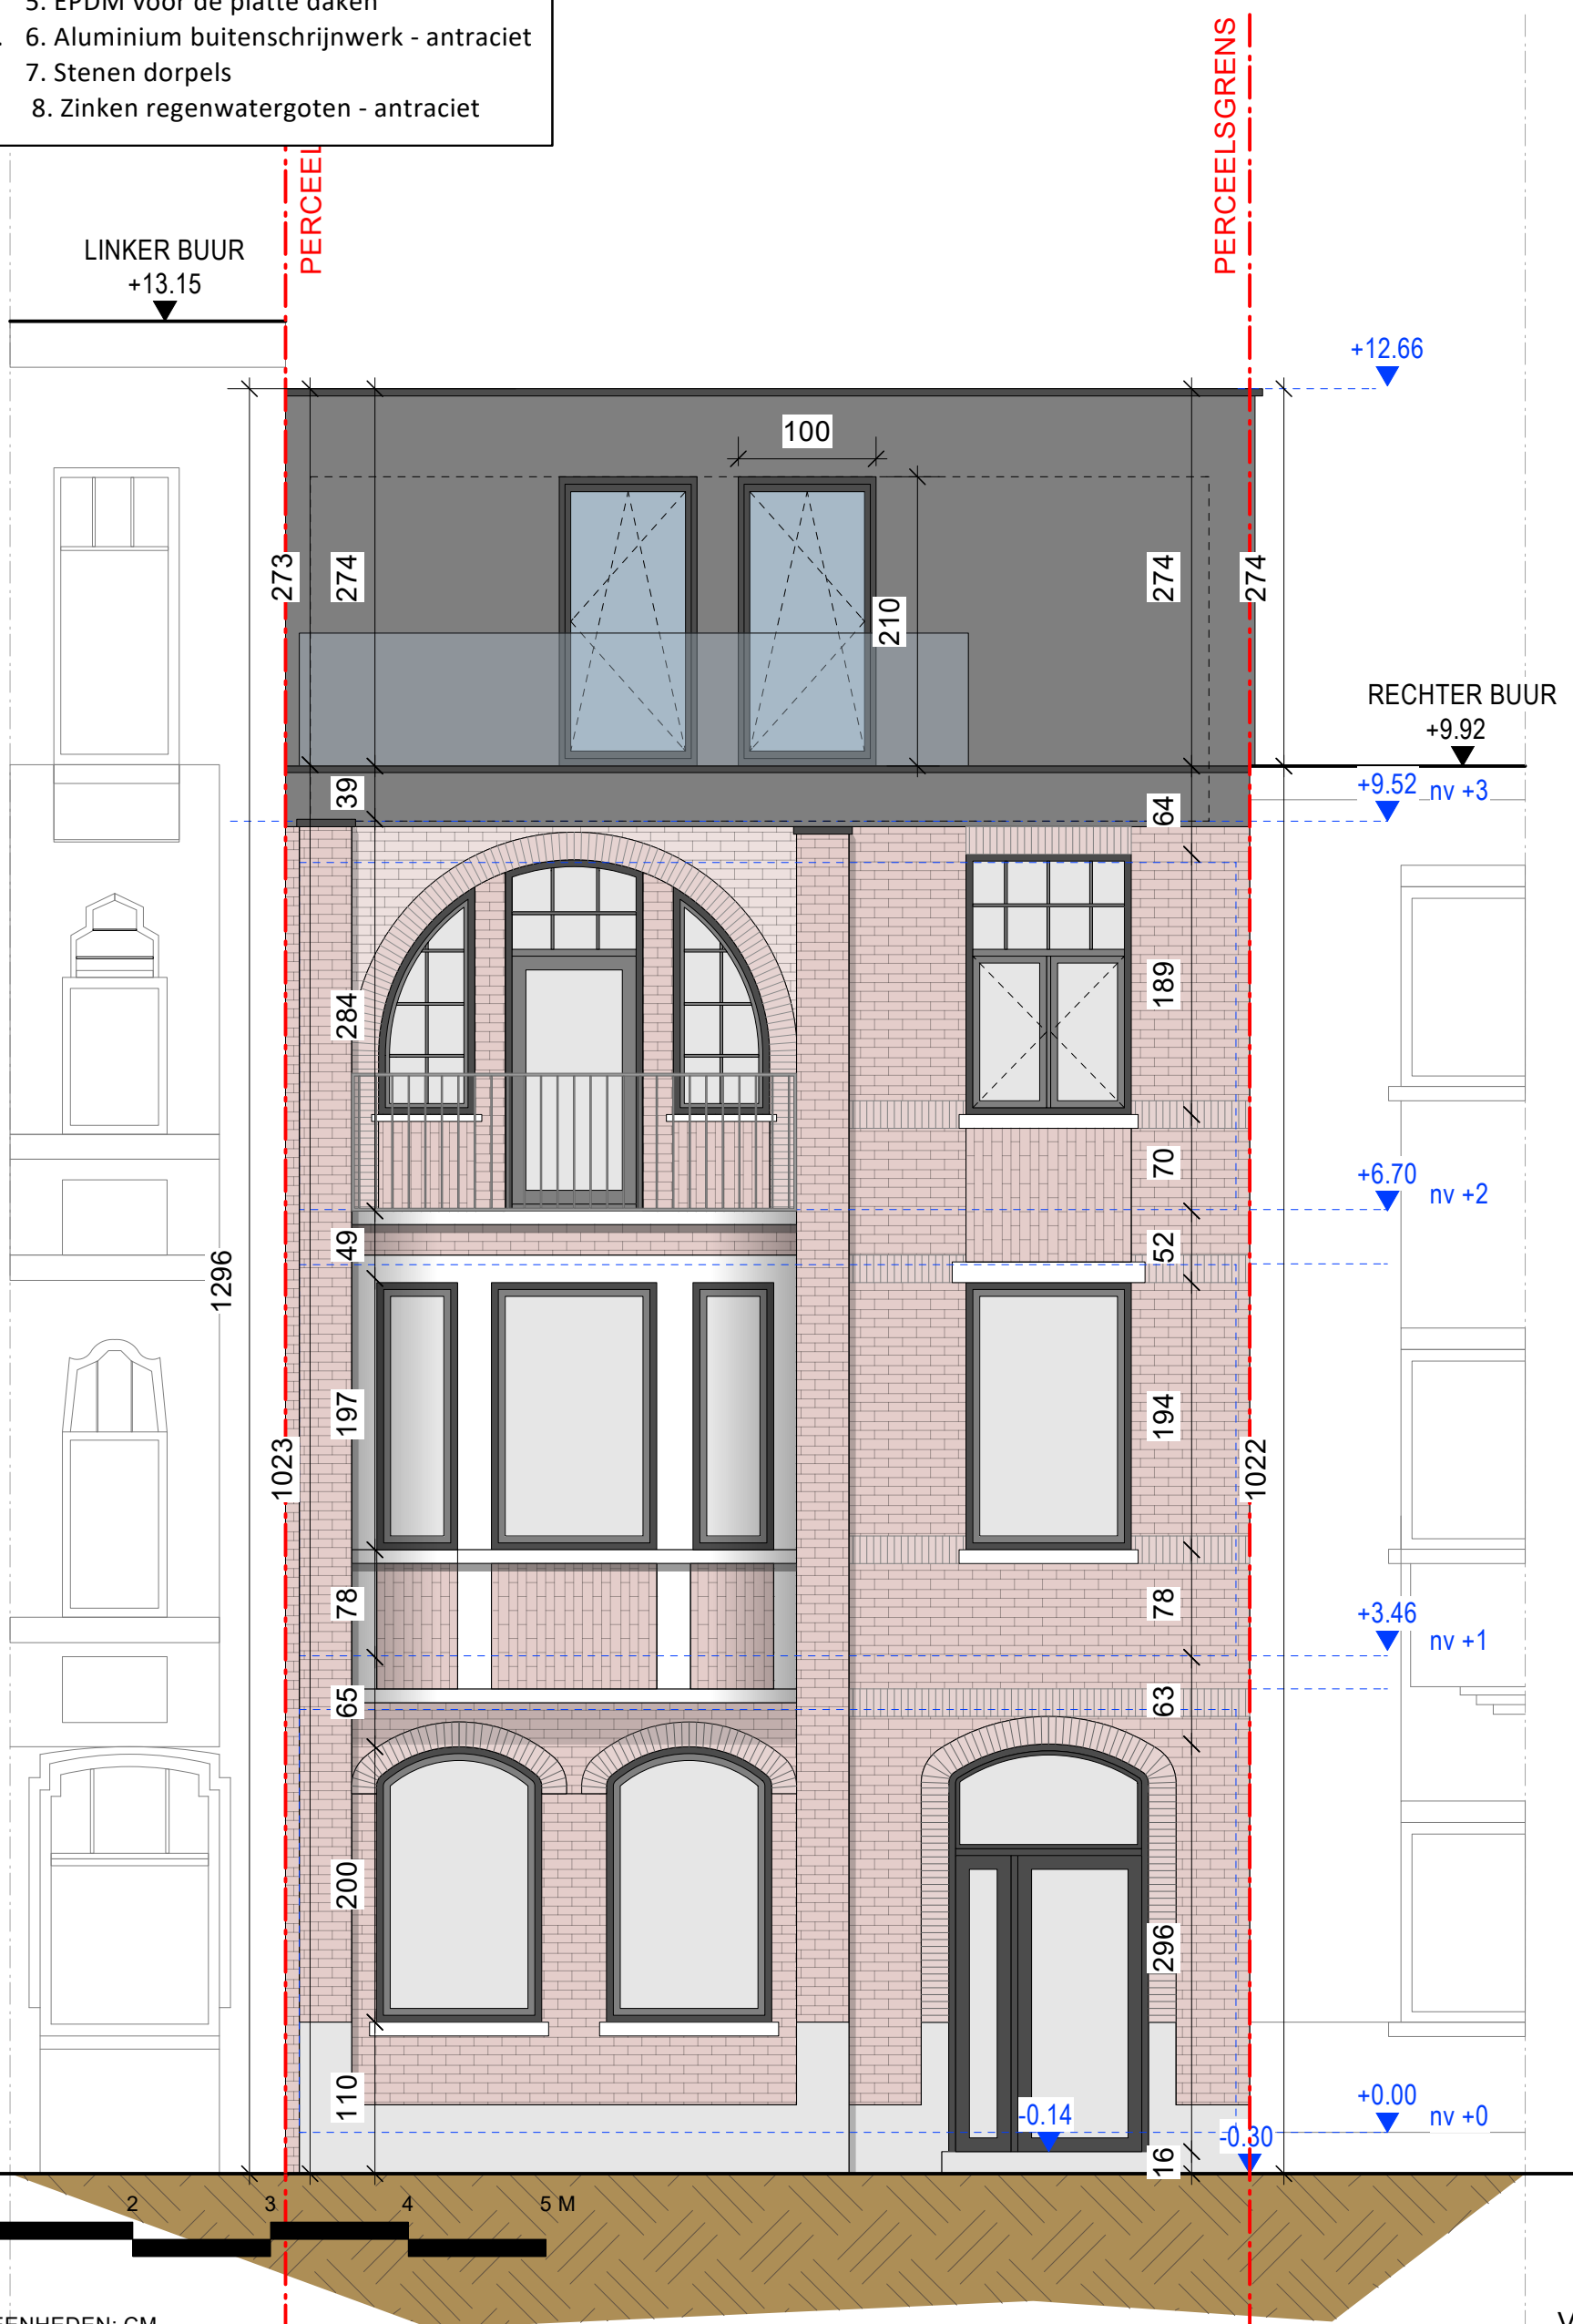 5. EPDM voor de platte daken
6. Aluminium buitenschrijnwerk - antraciet
7. Stenen dorpels
8. Zinken regenwatergoten - antraciet
PERCEEL
PERCEELSGRENS
LINKER BUUR
+13.15
+12.66
100
273
274
210
274
274
RECHTER BUUR
+9.92
+9.52 nv +3
39
64
284
189
70
+6.70
nv +2
49
52
1296
197
194
1023
1022
78
78
+3.46
nv +1
65
63
200
296
110
-0.14
+0.00
nv +0
-0.30
16
2
3
4
5 M
EENHEDEN: CM